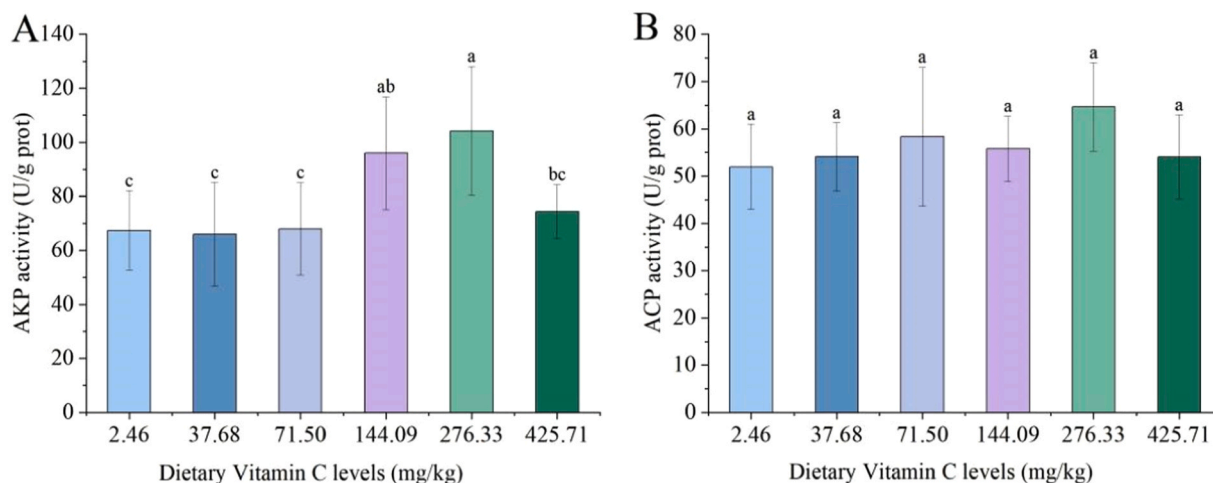 A
AKP activity (U/g prot)
140
120
100
80
60
40
20
0
c
c
c
ab
a
bc
2.46 37.68 71.50 144.09 276.33 425.71
Dietary Vitamin C levels (mg/kg)
B
ACP activity (U/g prot)
80
70
60
50
40
30
20
10
0
a
a
a
a
a
a
2.46 37.68 71.50 144.09 276.33 425.71
Dietary Vitamin C levels (mg/kg)